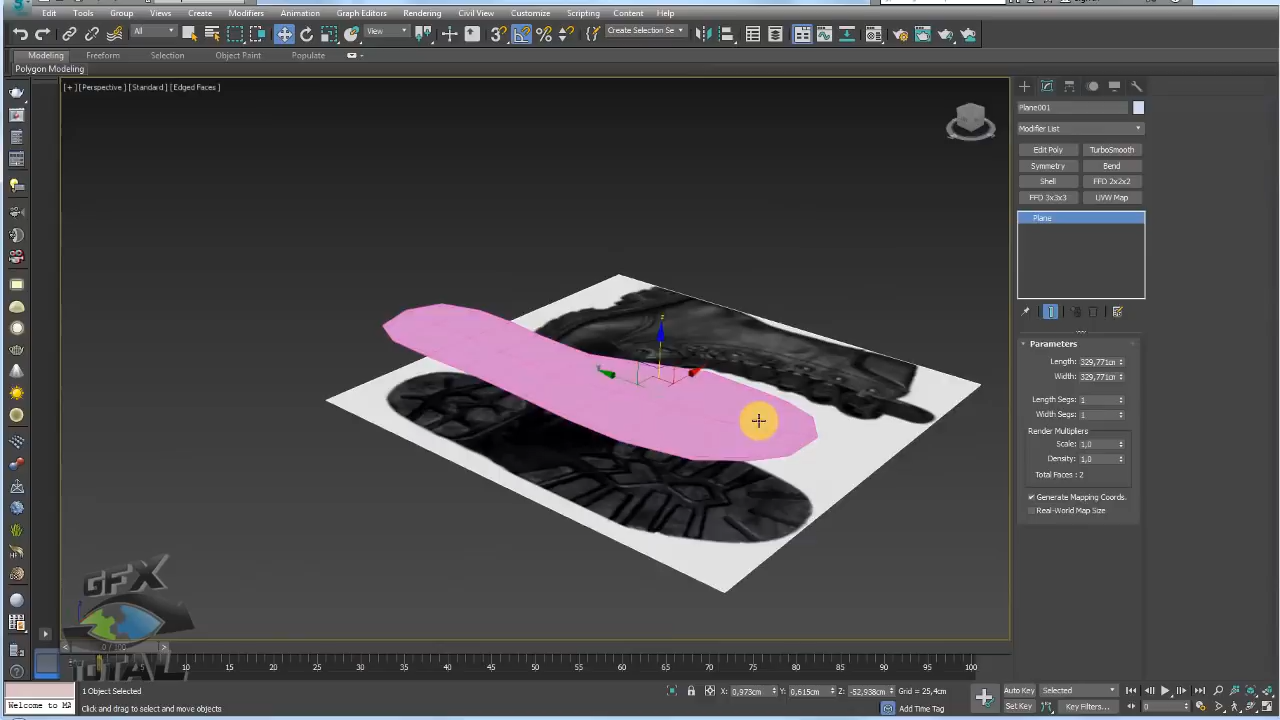 Edit Tools Group Views Create Modifiers Animation Graph Editors Rendering Civil View Customize Scripting Content Help
All View Create Selection Se
Modeling Freeform Selection Object Paint Populate
Polygon Modeling
[+] [Perspective] [Standard] [Edged Faces]
Plane001
Modifier List
Edit Poly TurboSmooth
Symmetry Bend
Shell FFD 2x2x2
FFD 3x3x3 UVW Map
Plane
Parameters
Length: 329,771cm
Width: 329,771cm
Length Segs: 1
Width Segs: 1
Render Multipliers
Scale: 1,0
Density: 1,0
Total Faces : 2
Generate Mapping Coords.
Real-World Map Size
GFX
TOTAL
0 / 100
15 20 25 30 35 40 45 50 55 60 65 70 75 80 85 90 95 100
1 Object Selected
X: 0,973cm Y: 0,615cm Z: -52,938cm Grid = 25,4cm
Auto Key Selected
Welcome to MA
Click and drag to select and move objects
Add Time Tag
Set Key Key Filters... 0